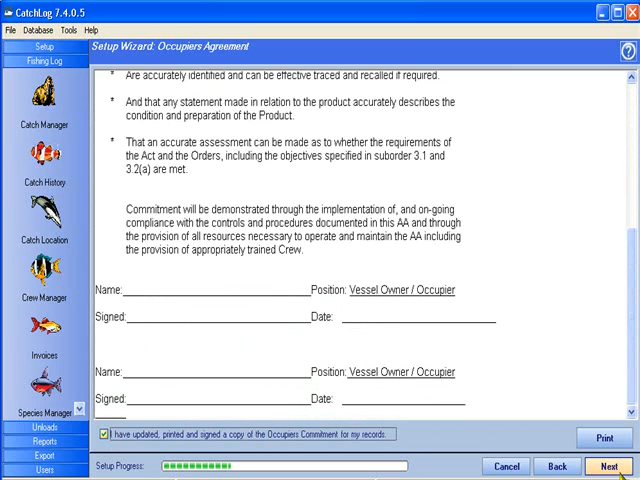 CatchLog 7.4.0.5
File Database Tools Help
Setup
Setup Wizard: Occupiers Agreement
Fishing Log
Catch Manager
Catch History
Catch Location
Crew Manager
Invoices
Species Manager
Unloads
Reports
Export
Users
* Are accurately identified and can be effective traced and recalled if required.
* And that any statement made in relation to the product accurately describes the
condition and preparation of the Product.
* That an accurate assessment can be made as to whether the requirements of
the Act and the Orders, including the objectives specified in suborder 3.1 and
3.2(a) are met.
Commitment will be demonstrated through the implementation of, and on-going
compliance with the controls and procedures documented in this AA and through
the provision of all resources necessary to operate and maintain the AA including
the provision of appropriately trained Crew.
Name: Position: Vessel Owner / Occupier
Signed: Date:
Name: Position: Vessel Owner / Occupier
Signed: Date:
I have updated, printed and signed a copy of the Occupiers Commitment for my records.
Print
Setup Progress:
Cancel Back Next